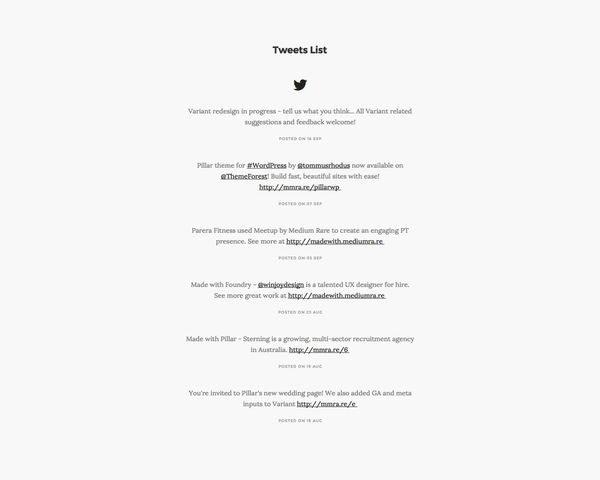 Tweets List
Variant redesign in progress - tell us what you think... All Variant related
suggestions and feedback welcome!
POSTED ON 16 SEP
Pillar theme for #WordPress by @tommusrhodus now available on
@ThemeForest! Build fast, beautiful sites with ease!
http://mmra.re/pillarwp
POSTED ON 07 SEP
Parera Fitness used Meetup by Medium Rare to create an engaging PT
presence. See more at http://madewith.mediumra.re
POSTED ON 05 SEP
Made with Foundry - @winjoydesign is a talented UX designer for hire.
See more great work at http://madewith.mediumra.re
POSTED ON 23 AUG
Made with Pillar - Sterning is a growing, multi-sector recruitment agency
in Australia. http://mmra.re/6
POSTED ON 19 AUG
You're invited to Pillar's new wedding page! We also added GA and meta
inputs to Variant http://mmra.re/e
POSTED ON 18 AUG